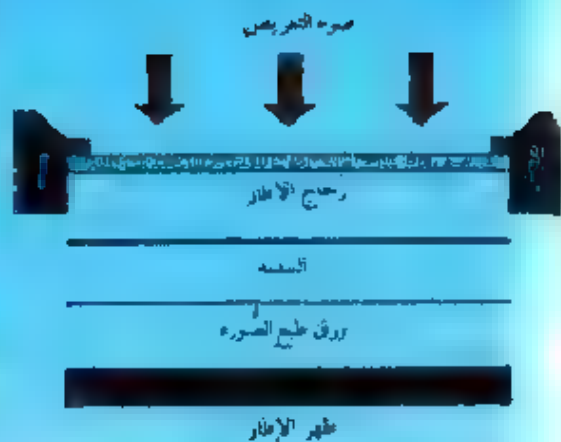 ضوء التعريض
زجاج الإطار
السلبية
ورق طبع الصورة
ظهر الإطار